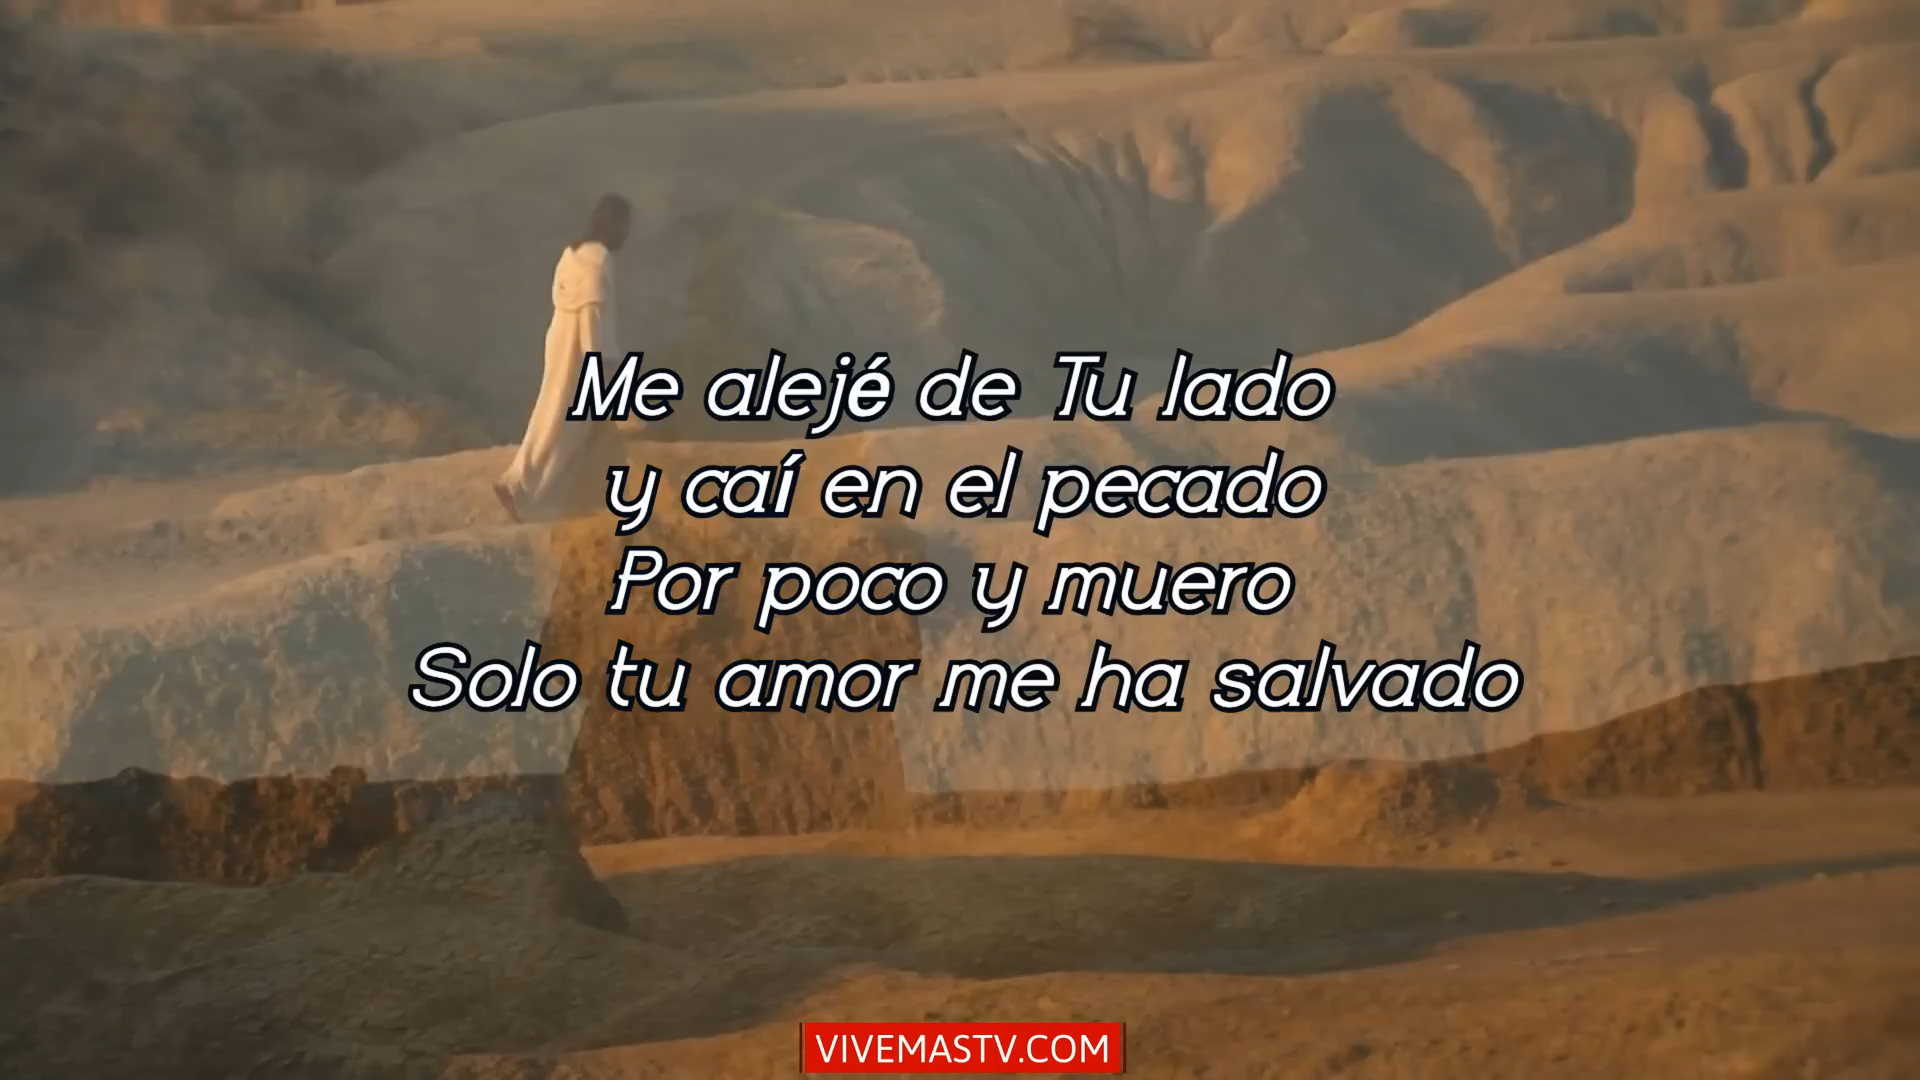 Me alejé de Tu lado
y caí en el pecado
Por poco y muero
Solo tu amor me ha salvado
VIVEMASTV.COM